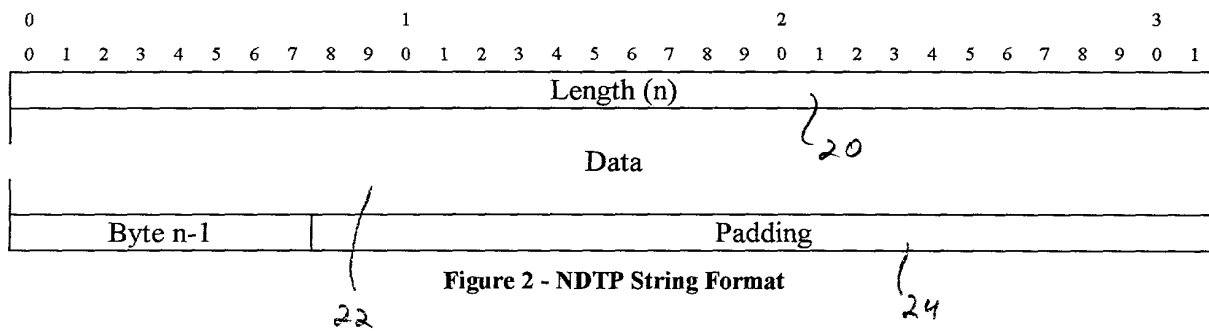 0 1 2 3
0 1 2 3 4 5 6 7 8 9 0 1 2 3 4 5 6 7 8 9 0 1 2 3 4 5 6 7 8 9 0 1
Length (n)
20
Data
Byte n-1 Padding
Figure 2 - NDTP String Format
22 24